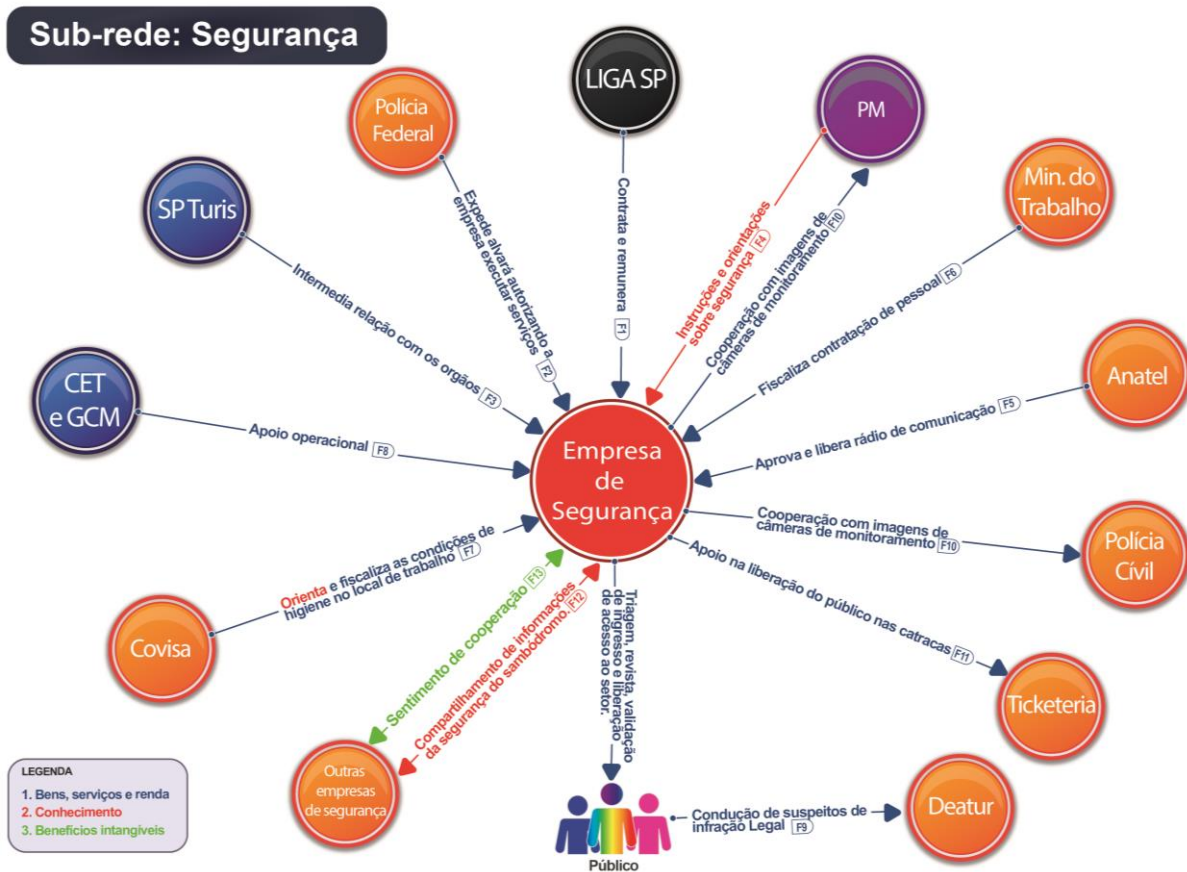 Sub-rede: Segurança
LIGA SP
PM
Polícia
Federal
Min. do
Trabalho
SP Turis
Anatel
CET
e GCM
Polícia
Cívil
Covisa
Ticketeria
Outras
empresas
de segurança
Deatur
Público
Empresa
de
Segurança
Contrata e remunera F1
Expede alvará autorizando a
empresa executar serviços F2
Intermedia relação com os orgãos F3
Instruções e orientações
sobre segurança F4
Cooperação com imagens de
câmeras de monitoramento F10
Fiscaliza contratação de pessoal F6
Aprova e libera rádio de comunicação F5
Apoio operacional F8
Cooperação com imagens de
câmeras de monitoramento F10
Apoio na liberação do público nas catracas F11
Orienta e fiscaliza as condições de
higiene no local de trabalho F7
Sentimento de cooperação F13
Compartilhamento de informações
da segurança do sambódromo. F12
Triagem, revista, validação
de ingresso e liberação
de acesso ao setor.
Condução de suspeitos de
infração Legal F9
LEGENDA
1. Bens, serviços e renda
2. Conhecimento
3. Benefícios intangíveis